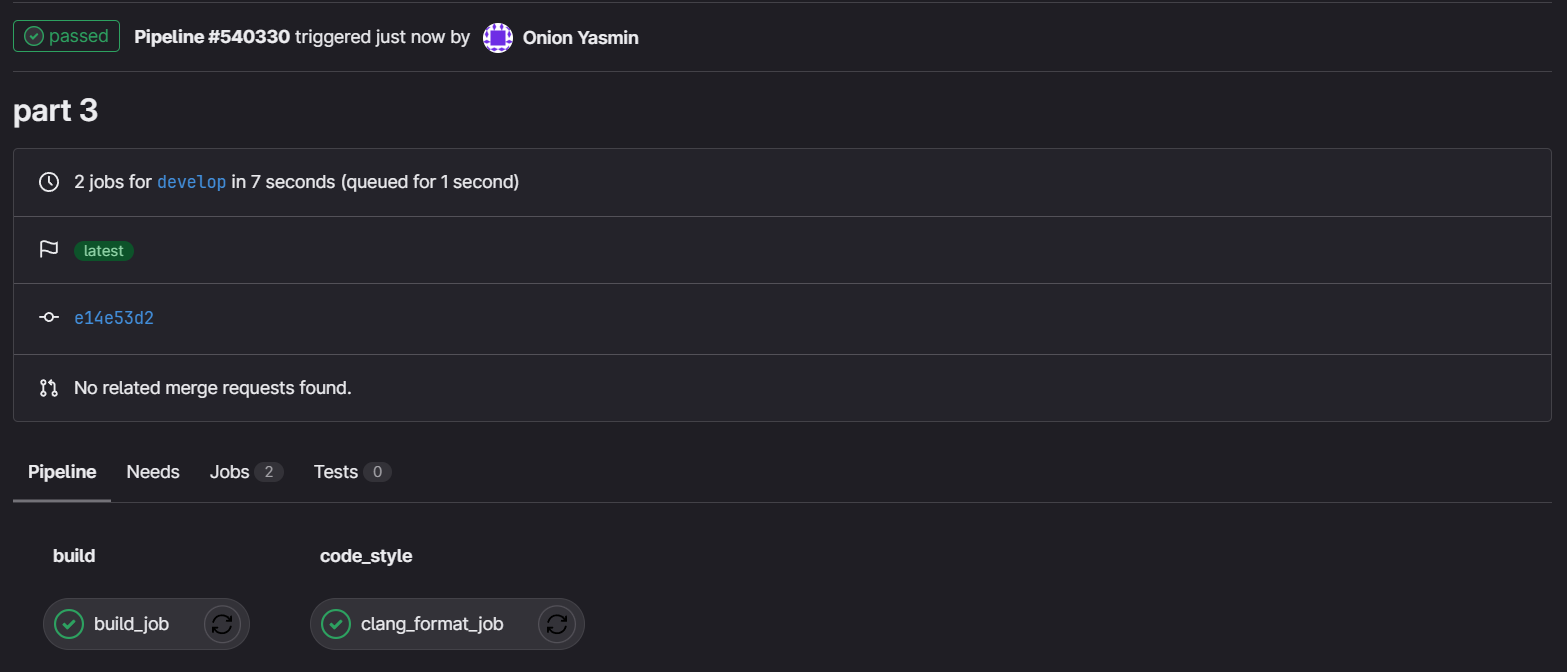 passed Pipeline #540330 triggered just now by Onion Yasmin
part 3
2 jobs for develop in 7 seconds (queued for 1 second)
latest
e14e53d2
No related merge requests found.
Pipeline Needs Jobs 2 Tests 0
build code_style
build_job clang_format_job